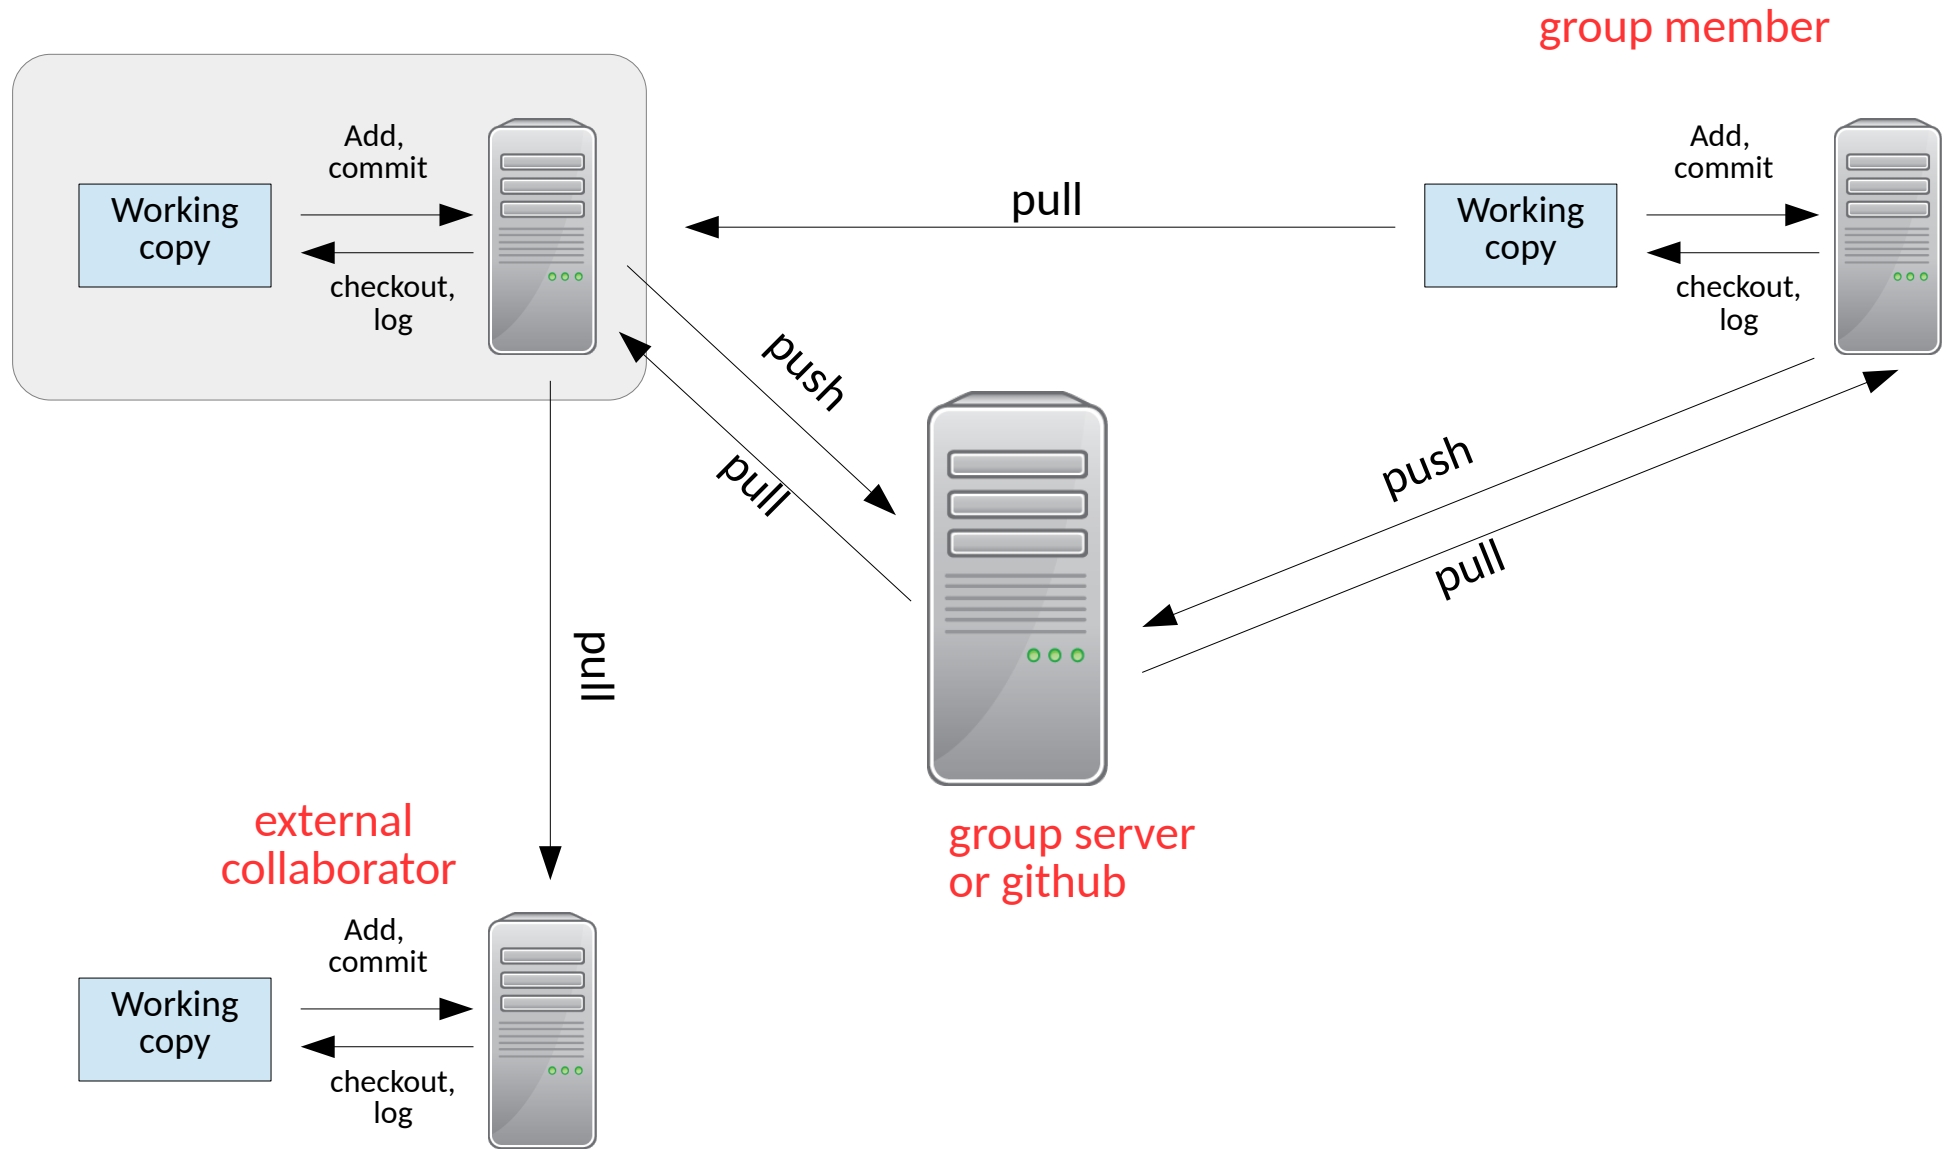 group member
Add,
commit
Working
copy
checkout,
log
pull
Add,
commit
Working
copy
checkout,
log
push
pull
push
pull
pull
external
collaborator
group server
or github
Add,
commit
Working
copy
checkout,
log